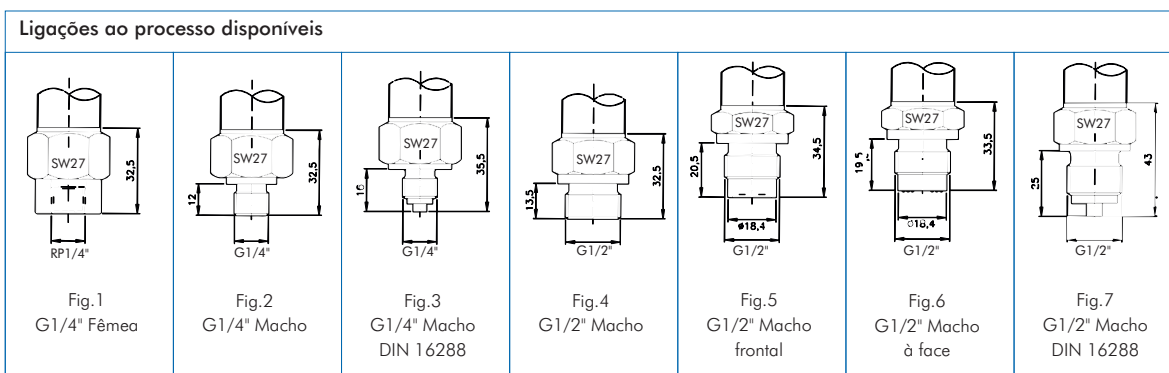 Ligações ao processo disponíveis
SW27
32,5
RP1/4"
Fig.1
G1/4" Fêmea
SW27
32,5
12
G1/4"
Fig.2
G1/4" Macho
SW27
35,5
16
G1/4"
Fig.3
G1/4" Macho
DIN 16288
SW27
32,5
13,5
G1/2"
Fig.4
G1/2" Macho
SW27
34,5
20,5
ø18,4
G1/2"
Fig.5
G1/2" Macho
frontal
SW27
33,5
19,5
ø18,4
G1/2"
Fig.6
G1/2" Macho
à face
SW27
43
25
G1/2"
Fig.7
G1/2" Macho
DIN 16288